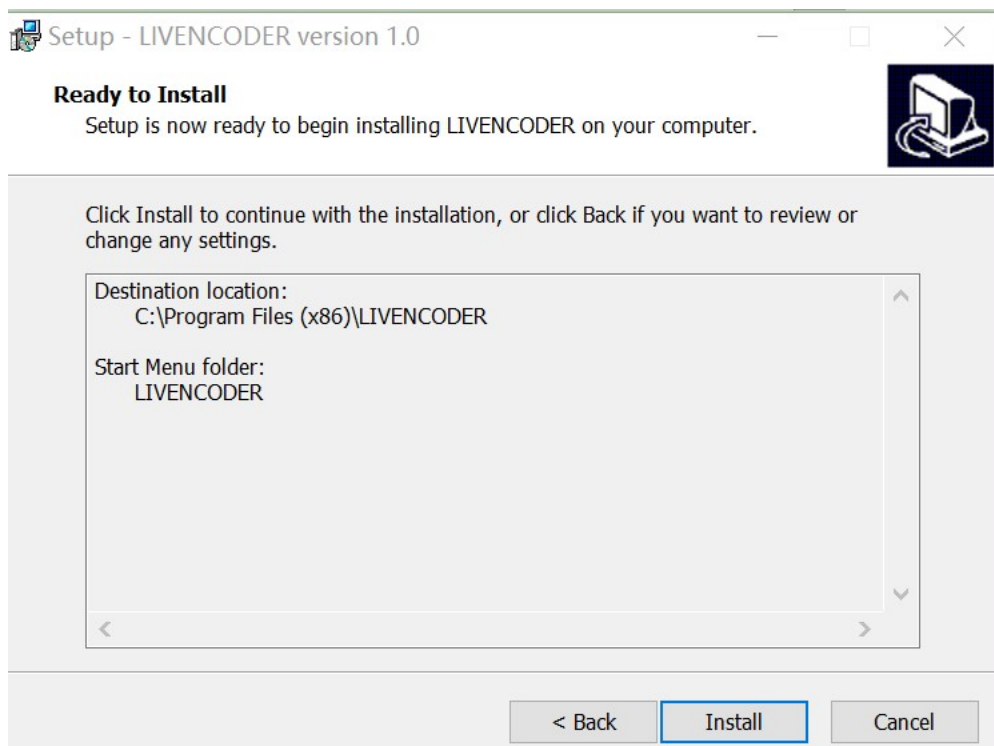 Setup - LIVENCODER version 1.0
Ready to Install
Setup is now ready to begin installing LIVENCODER on your computer.
Click Install to continue with the installation, or click Back if you want to review or
change any settings.
Destination location:
C:\Program Files (x86)\LIVENCODER
Start Menu folder:
LIVENCODER
< Back
Install
Cancel